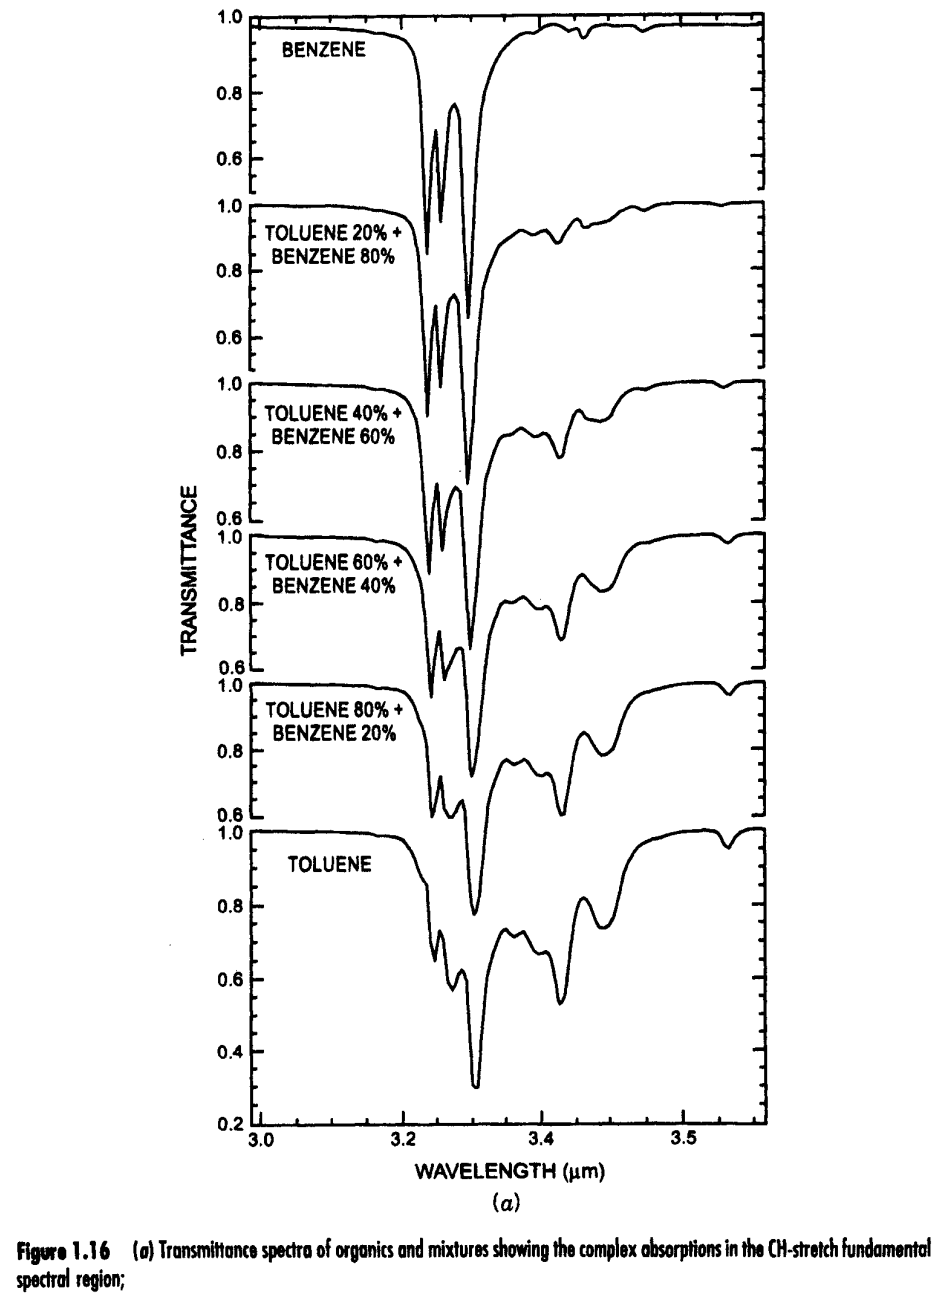 1.0
BENZENE
0.8
0.6
1.0
TOLUENE 20% +
BENZENE 80%
0.8
0.6
1.0
TOLUENE 40% +
BENZENE 60%
0.8
0.6
1.0
TOLUENE 60% +
BENZENE 40%
0.8
0.6
1.0
TOLUENE 80% +
BENZENE 20%
0.8
0.6
1.0
TOLUENE
0.8
0.6
0.4
0.2
TRANSMITTANCE
3.0 3.2 3.4 3.5
WAVELENGTH (μm)
(a)
Figure 1.16 (a) Transmittance spectra of organics and mixtures showing the complex absorptions in the CH-stretch fundamental
spectral region;